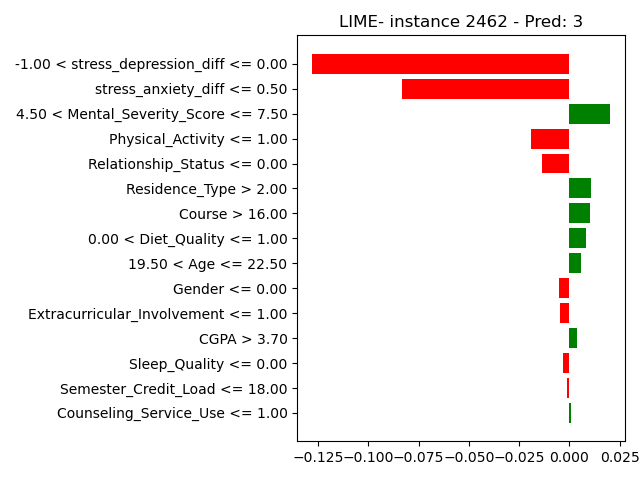 LIME- instance 2462 - Pred: 3
-1.00 < stress_depression_diff <= 0.00
stress_anxiety_diff <= 0.50
4.50 < Mental_Severity_Score <= 7.50
Physical_Activity <= 1.00
Relationship_Status <= 0.00
Residence_Type > 2.00
Course > 16.00
0.00 < Diet_Quality <= 1.00
19.50 < Age <= 22.50
Gender <= 0.00
Extracurricular_Involvement <= 1.00
CGPA > 3.70
Sleep_Quality <= 0.00
Semester_Credit_Load <= 18.00
Counseling_Service_Use <= 1.00
−0.125 −0.100 −0.075 −0.050 −0.025 0.000 0.025